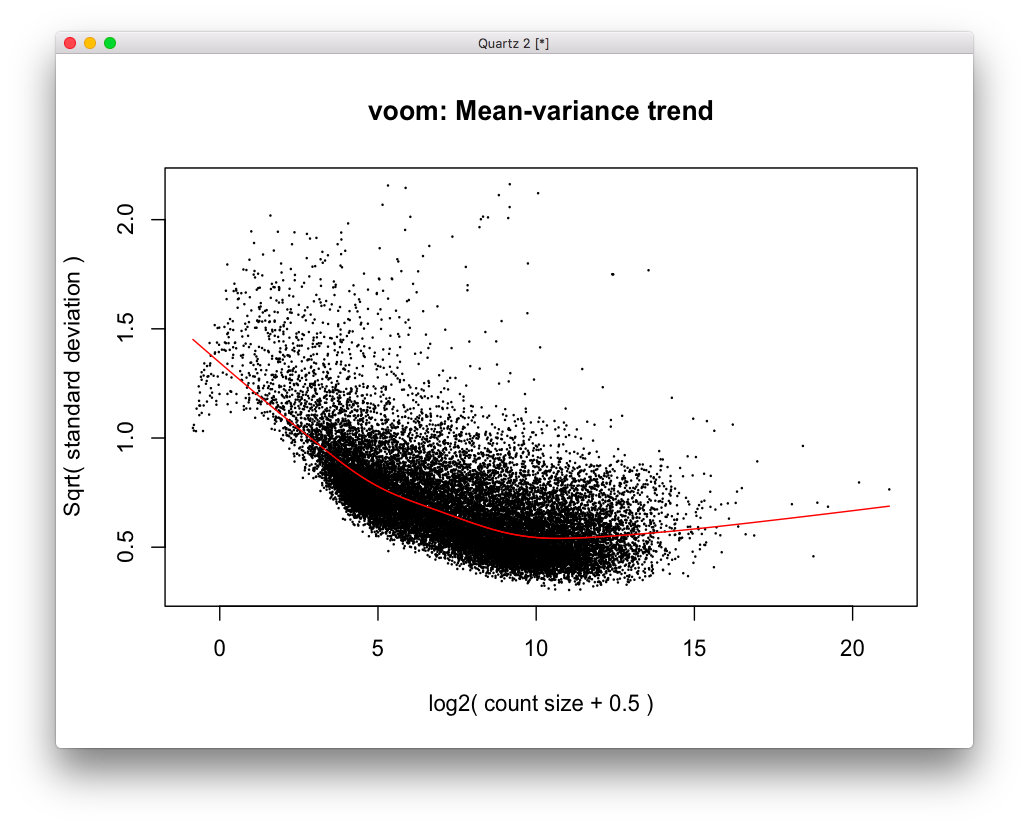 Quartz 2 [*]
voom: Mean-variance trend
Sqrt( standard deviation )
2.0
1.5
1.0
0.5
0 5 10 15 20
log2( count size + 0.5 )